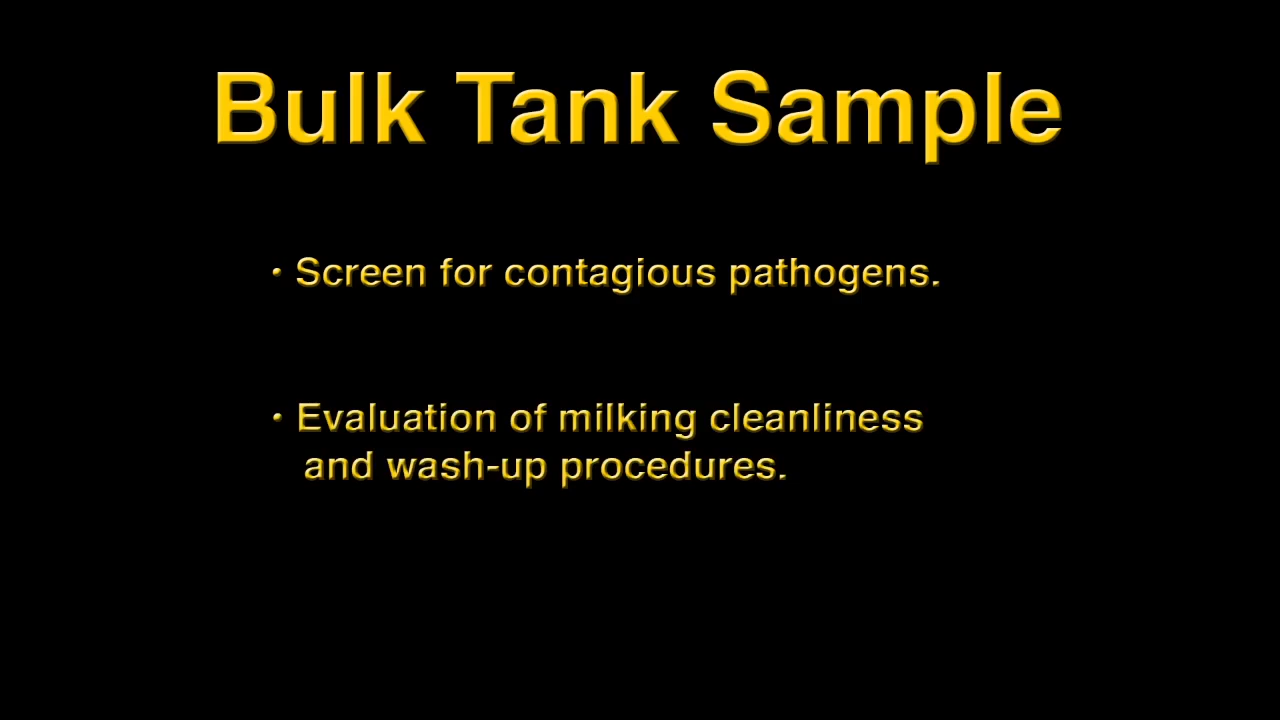 Bulk Tank Sample
· Screen for contagious pathogens.
· Evaluation of milking cleanliness
and wash-up procedures.